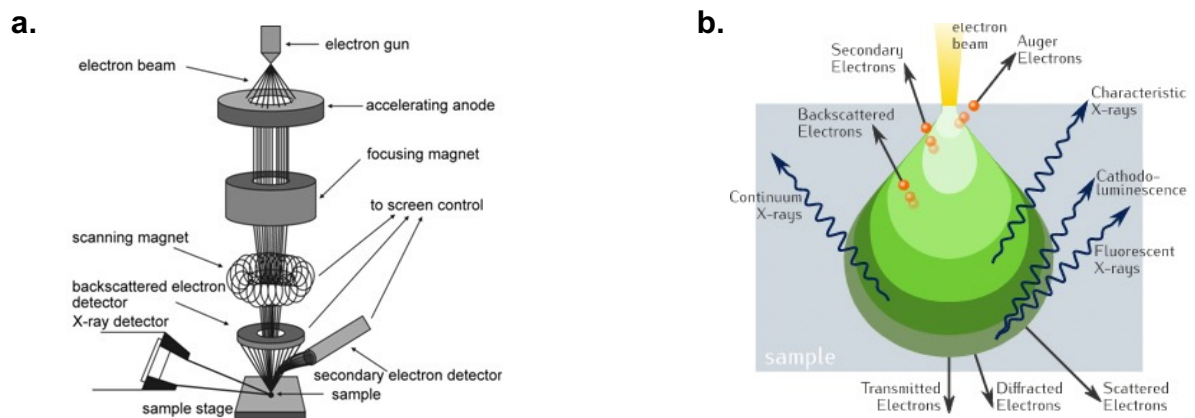 a.
electron gun
electron beam
accelerating anode
focusing magnet
to screen control
scanning magnet
backscattered electron
detector
X-ray detector
secondary electron detector
sample
sample stage
b.
electron
beam
Secondary
Electrons
Auger
Electrons
Backscattered
Electrons
Characteristic
X-rays
Continuum
X-rays
Cathodo-
luminescence
Fluorescent
X-rays
sample
Transmitted
Electrons
Diffracted
Electrons
Scattered
Electrons